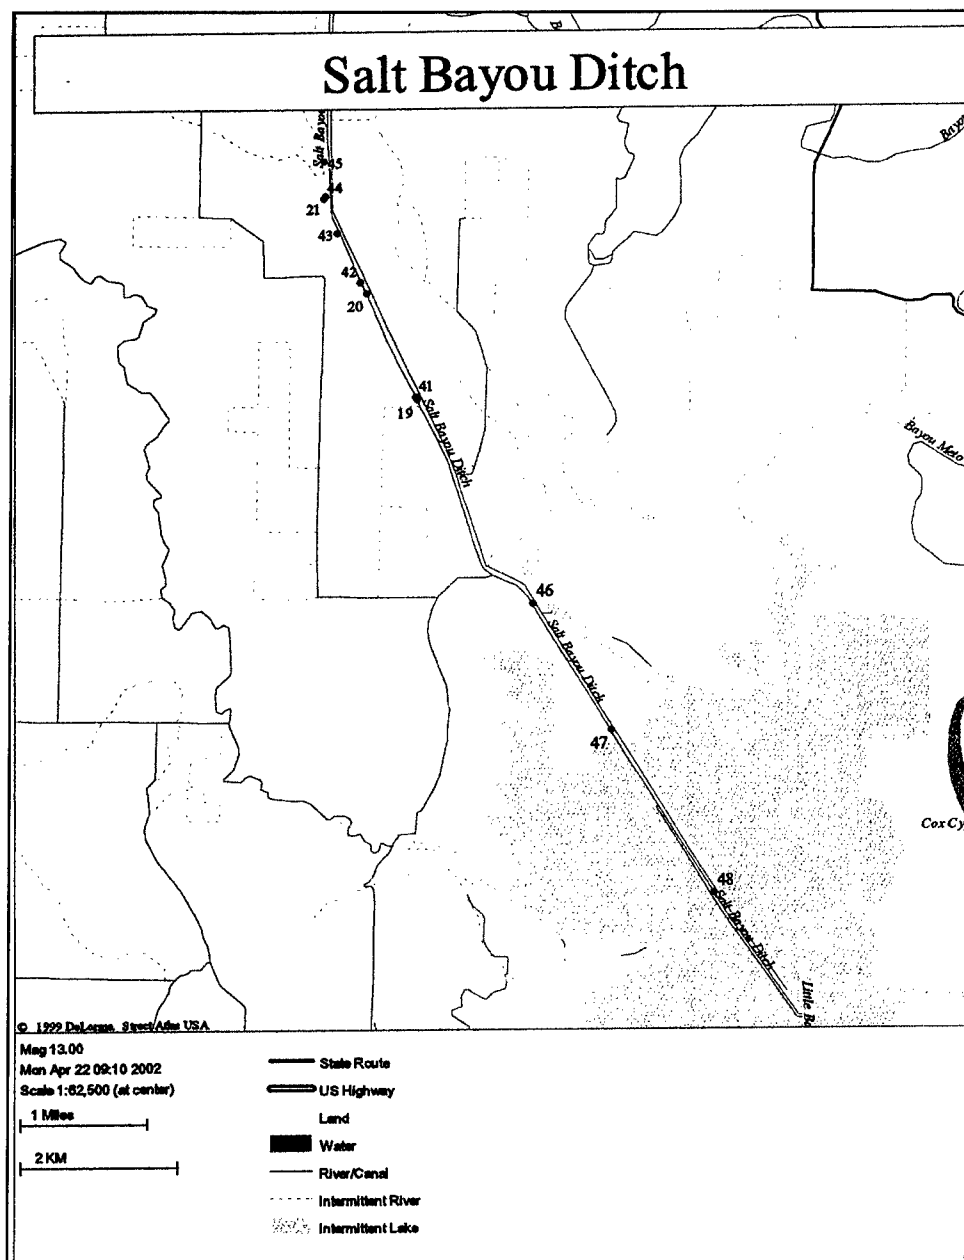 Salt Bayou Ditch
Salt Bayou
45
44
21
43
42
20
41
19
Salt Bayou Ditch
Bayou Meto
46
Salt Bayou Ditch
47
Cox Cy
48
Salt Bayou Ditch
Little Ba
© 1999 DeLorme. Street Atlas USA
Mag 13.00
Mon Apr 22 09:10 2002
Scale 1:62,500 (at center)
1 Miles
2 KM
State Route
US Highway
Land
Water
River/Canal
Intermittent River
Intermittent Lake